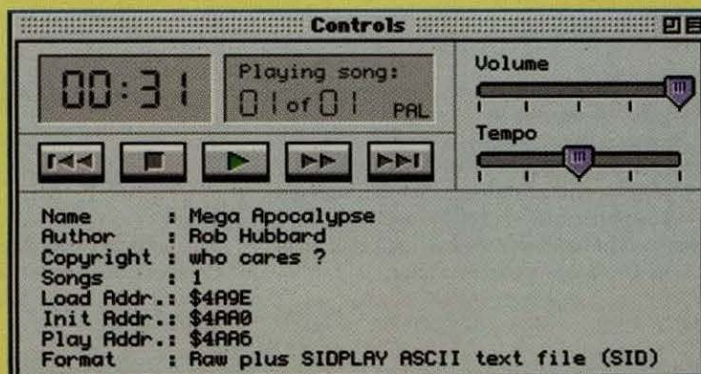 Controls
00:31
Playing song:
01 of 01 PAL
Volume
Tempo
Name : Mega Apocalypse
Author : Rob Hubbard
Copyright : who cares ?
Songs : 1
Load Addr.: $4A9E
Init Addr.: $4AA0
Play Addr.: $4AA6
Format : Raw plus SIDPLAY ASCII text file (SID)